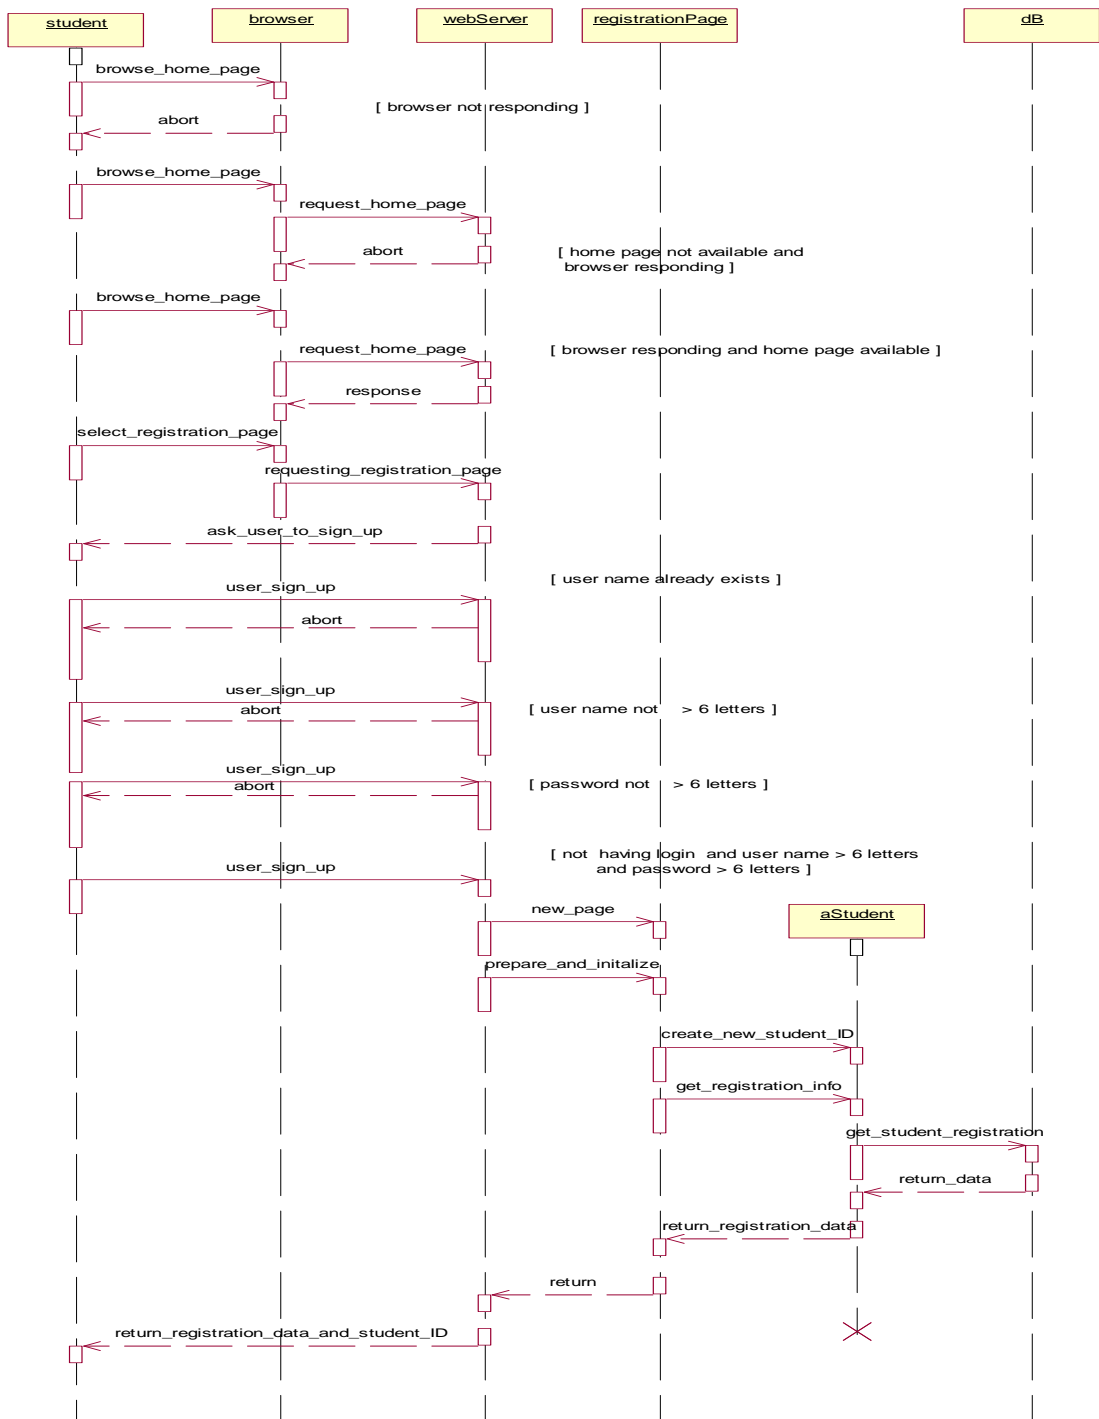 student
browser
webServer
registrationPage
dB
browse_home_page
[ browser not responding ]
abort
browse_home_page
request_home_page
abort
[ home page not available and
browser responding ]
browse_home_page
request_home_page
[ browser responding and home page available ]
response
select_registration_page
requesting_registration_page
ask_user_to_sign_up
[ user name already exists ]
user_sign_up
abort
user_sign_up
abort
[ user name not > 6 letters ]
user_sign_up
abort
[ password not > 6 letters ]
[ not having login and user name > 6 letters
and password > 6 letters ]
user_sign_up
new_page
aStudent
prepare_and_initalize
create_new_student_ID
get_registration_info
get_student_registration
return_data
return_registration_data
return
return_registration_data_and_student_ID